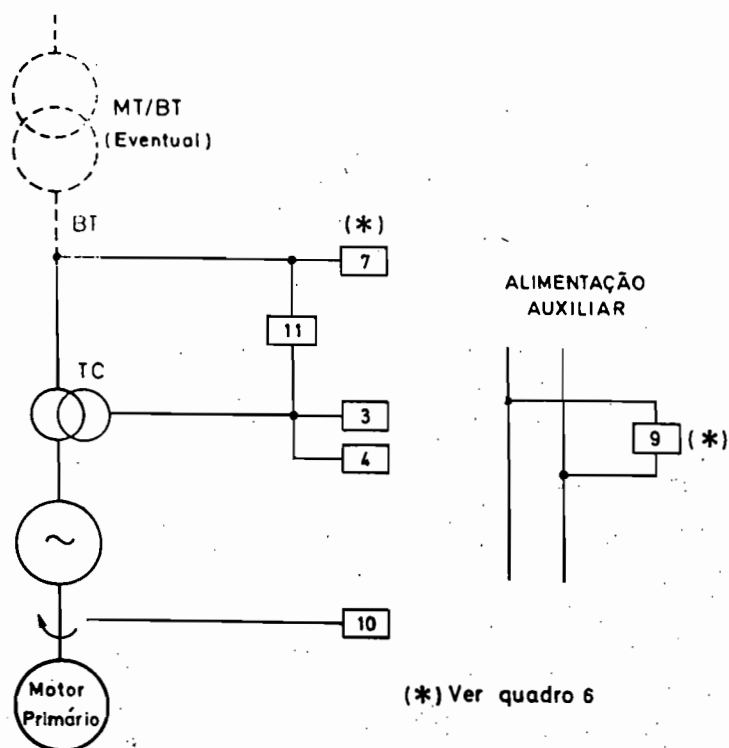 MT/BT
(Eventual)
BT
(*)
7
ALIMENTAÇÃO
AUXILIAR
11
TC
3
9 (*)
4
~
10
Motor
Primário
(*) Ver quadro 6